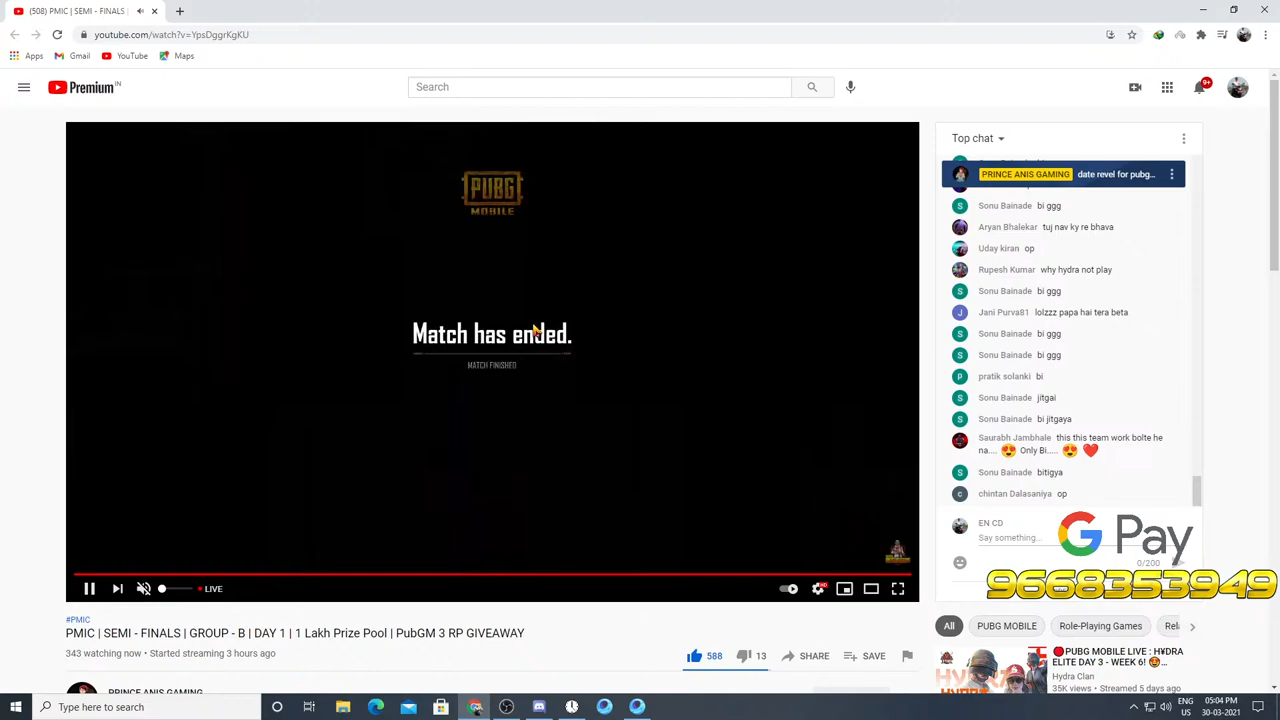 (508) PMIC | SEMI - FINALS |
youtube.com/watch?v=YpsDggrKgKU
Apps Gmail YouTube Maps
Premium IN
Search
9+
Top chat
PRINCE ANIS GAMING date revel for pubg...
Sonu Bainade bi ggg
Aryan Bhalekar tuj nav ky re bhava
Uday kiran op
Rupesh Kumar why hydra not play
Sonu Bainade bi ggg
Jani Purva81 lolzzz papa hai tera beta
Sonu Bainade bi ggg
Sonu Bainade bi ggg
pratik solanki bi
Sonu Bainade jitgai
Sonu Bainade bi jitgaya
Saurabh Jambhale this this team work bolte he
na.... 😍 Only Bi..... 😍 ❤️
Sonu Bainade bitigya
chintan Dalasaniya op
EN CD
Say something...
0/200
G Pay
9668353949
PUBG
MOBILE
Match has ended.
MATCH FINISHED
LIVE
HD
#PMIC
PMIC | SEMI - FINALS | GROUP - B | DAY 1 | 1 Lakh Prize Pool | PubGM 3 RP GIVEAWAY
343 watching now • Started streaming 3 hours ago
588 13 SHARE SAVE
PRINCE ANIS GAMING
All PUBG MOBILE Role-Playing Games Rel
🔴PUBG MOBILE LIVE : H¥DRA
ELITE DAY 3 - WEEK 6! 😍...
Hydra Clan
35K views • Streamed 5 days ago
Type here to search
ENG
US
05:04 PM
30-03-2021